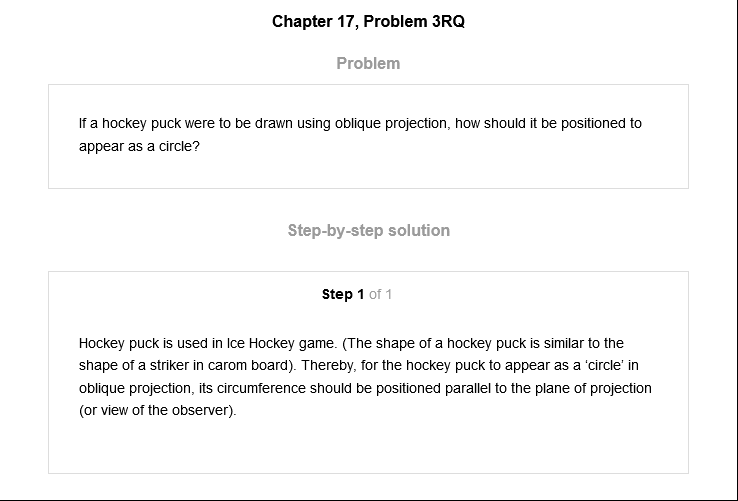 Chapter 17, Problem 3RQ
Problem
If a hockey puck were to be drawn using oblique projection, how should it be positioned to
appear as a circle?
Step-by-step solution
Step 1 of 1
Hockey puck is used in Ice Hockey game. (The shape of a hockey puck is similar to the
shape of a striker in carom board). Thereby, for the hockey puck to appear as a ‘circle’ in
oblique projection, its circumference should be positioned parallel to the plane of projection
(or view of the observer).